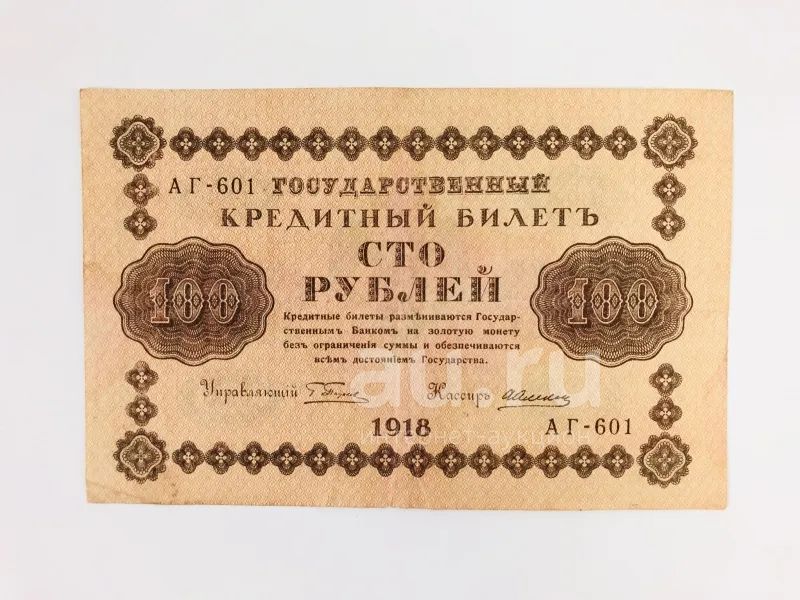 АГ-601 ГОСУДАРСТВЕННЫЙ
КРЕДИТНЫЙ БИЛЕТЪ
СТО
РУБЛЕЙ
100 100
Кредитные билеты размѣниваются Государ-
ственнымъ Банкомъ на золотую монету
безъ ограниченія суммы и обезпечиваются
всѣмъ достояніемъ Государства.
Управляющій Кассиръ
au.ru
1918 АГ-601